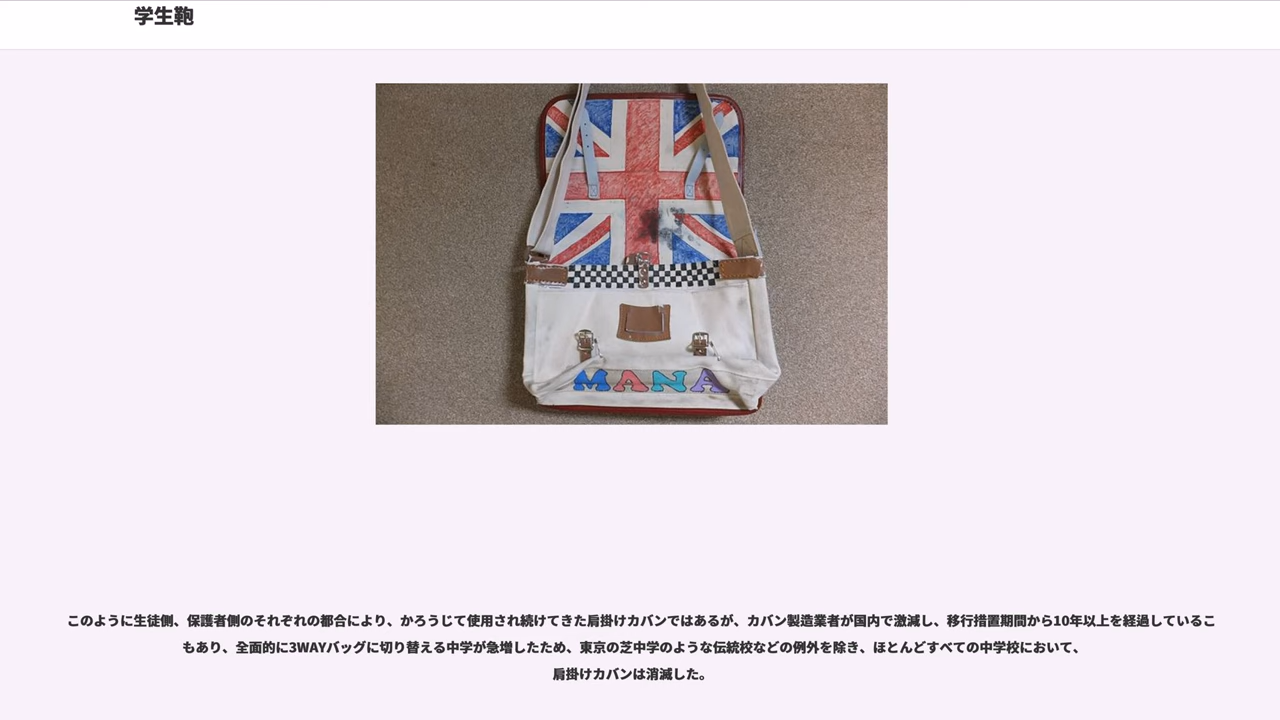 学生鞄
MANA
このように生徒側、保護者側のそれぞれの都合により、かろうじて使用され続けてきた肩掛けカバンではあるが、カバン製造業者が国内で激減し、移行措置期間から10年以上を経過しているこ
もあり、全面的に3WAYバッグに切り替える中学が急増したため、東京の芝中学のような伝統校などの例外を除き、ほとんどすべての中学校において、
肩掛けカバンは消滅した。